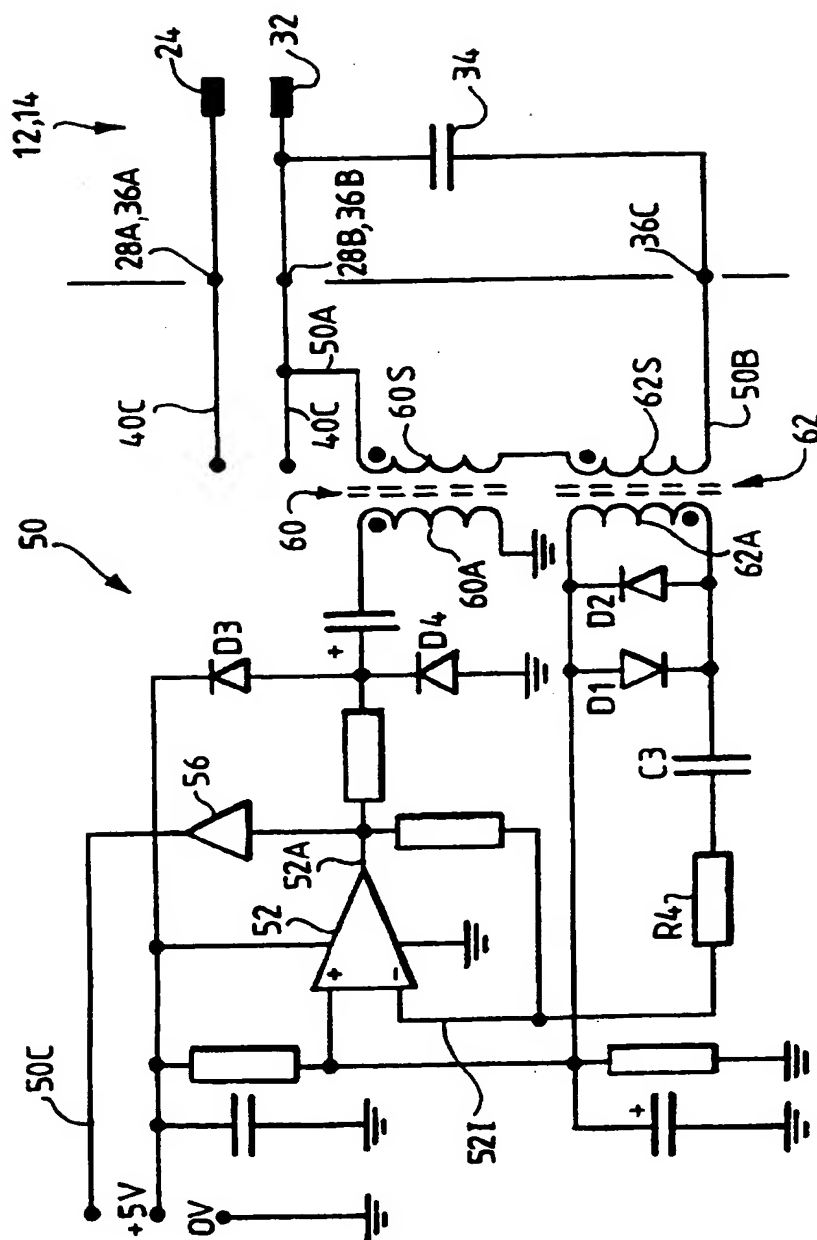 50
12,14
24
32
28A,36A
40C
28B,36B
50A
40C
34
36C
50C
+5V
0V
56
D3
52
52A
+
-
52I
+
D4
60
60A
60S
62S
62A
62
50B
D1
D2
C3
R4
+